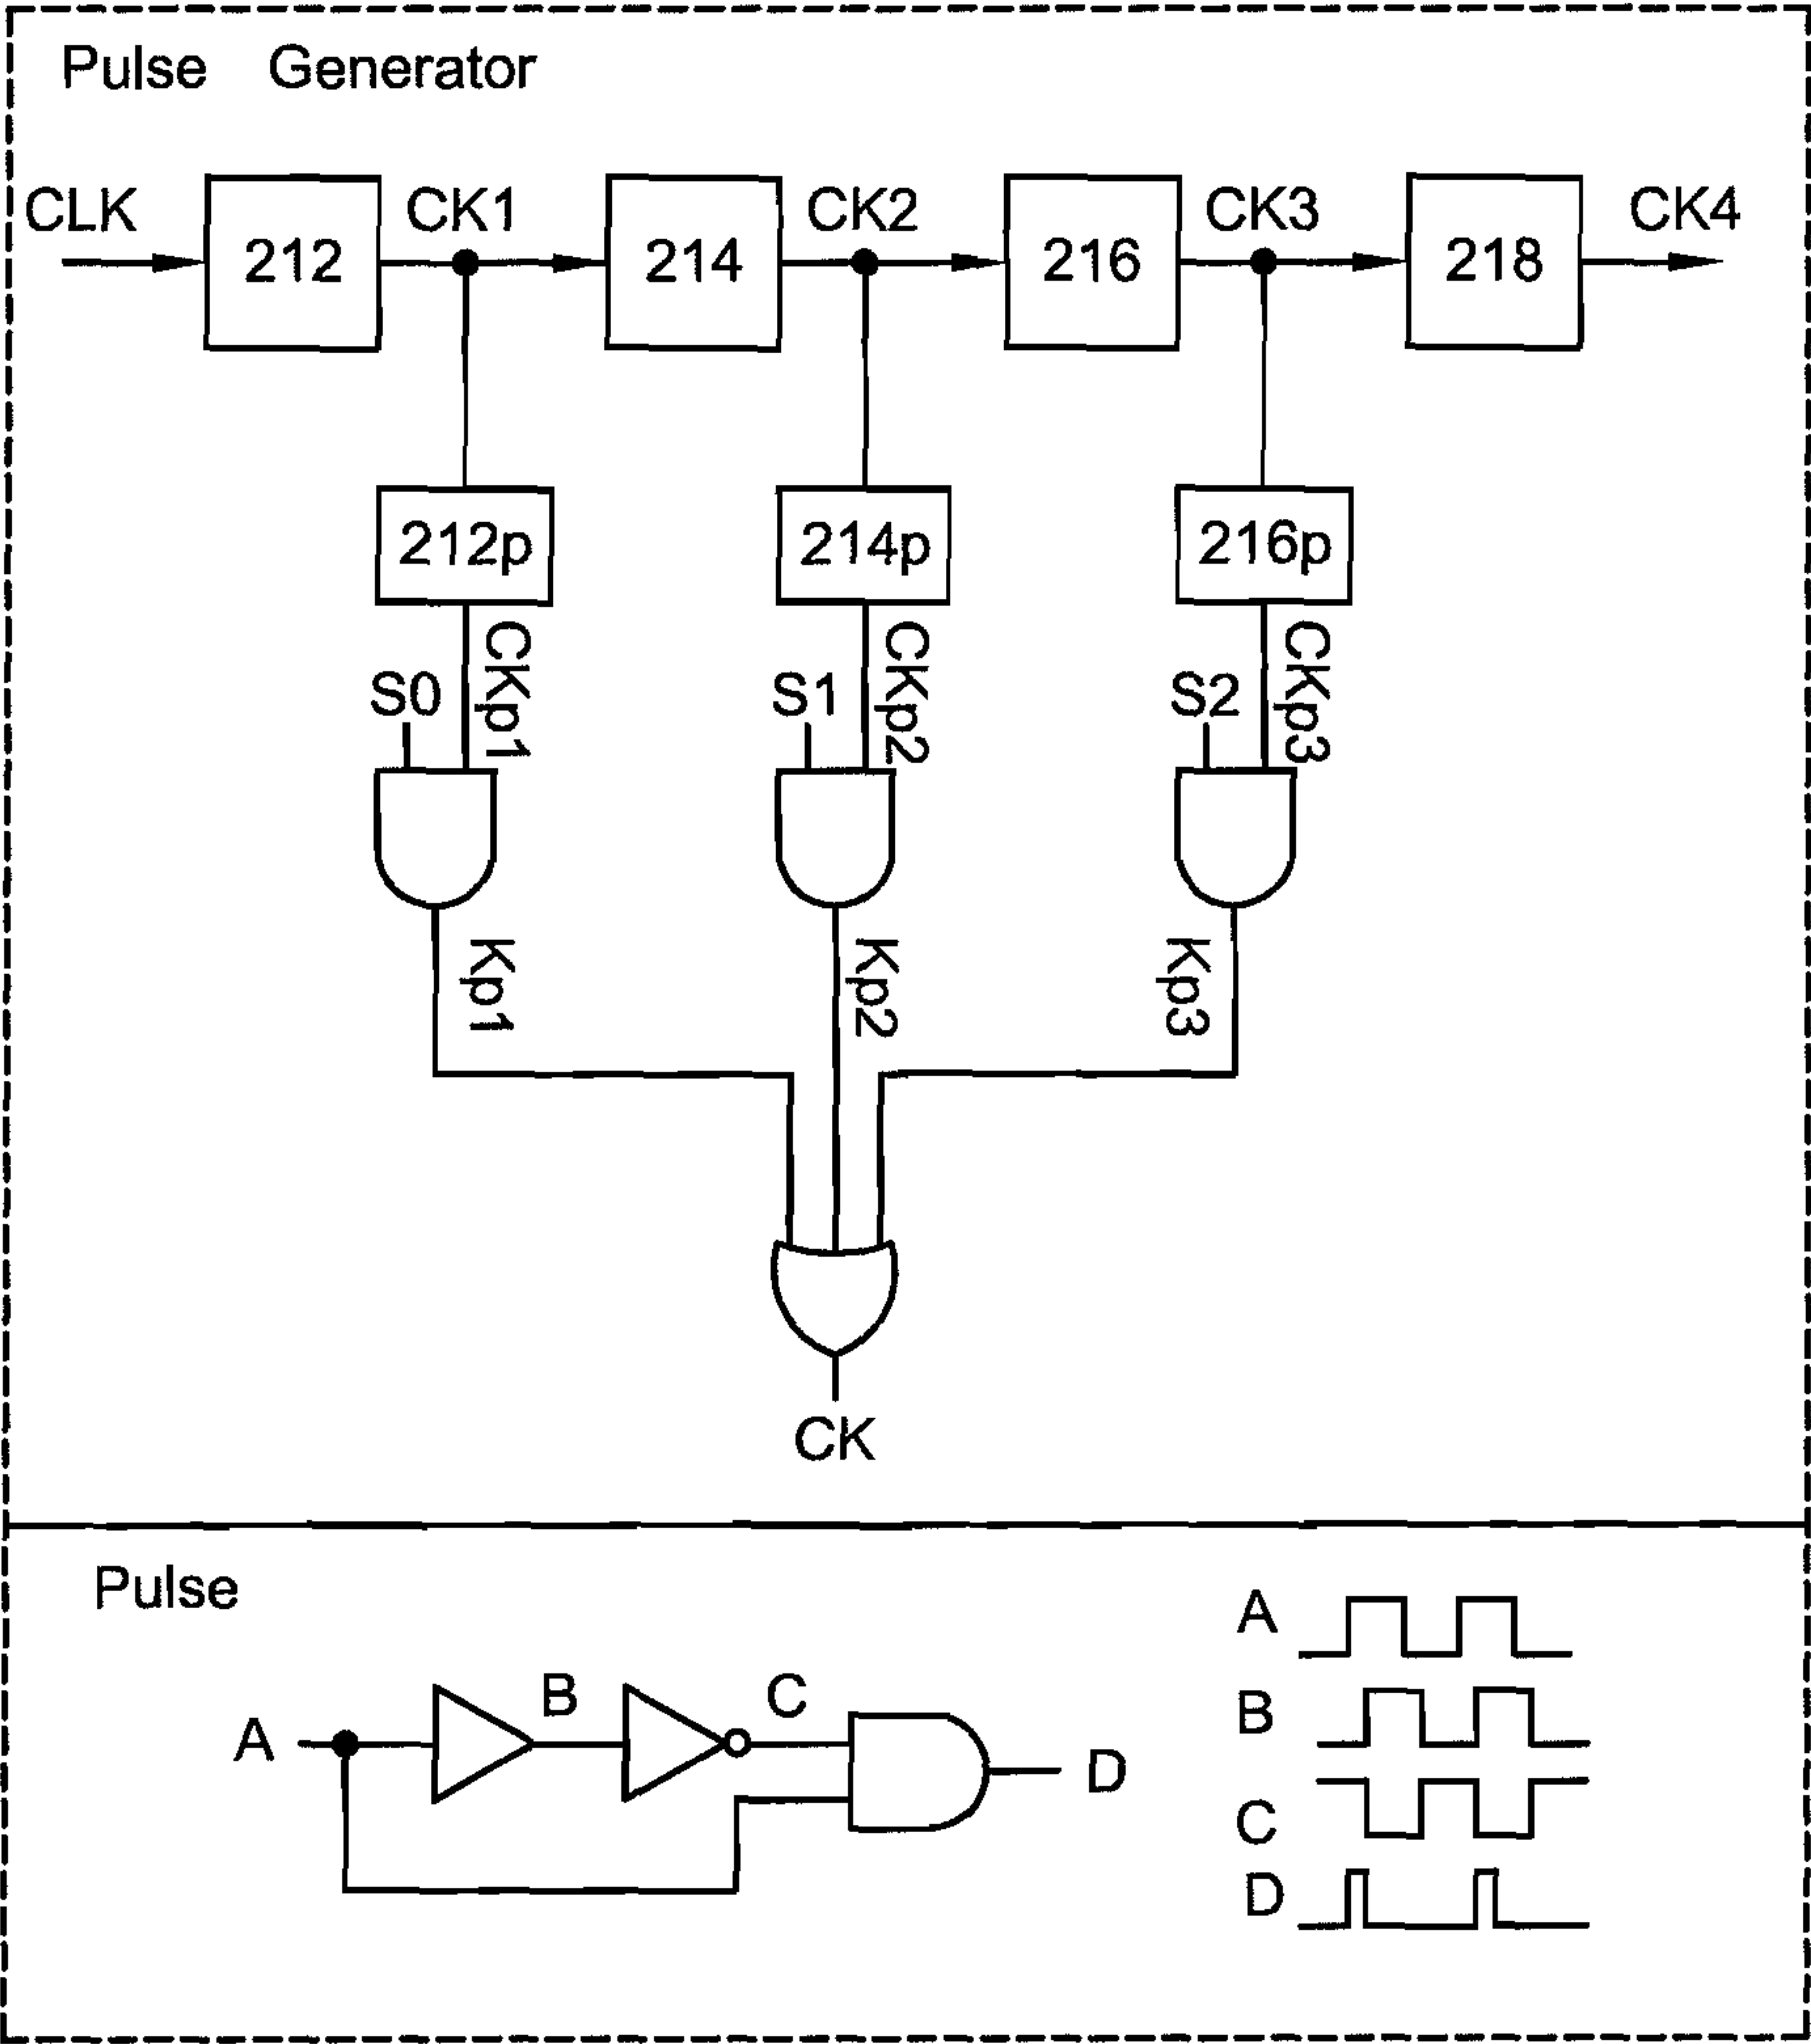 Pulse Generator
CLK CK1 CK2 CK3 CK4
212 214 216 218
212p 214p 216p
CKp1 CKp2 CKp3
S0 S1 S2
Kp1 Kp2 Kp3
CK
Pulse
A B C D
A
B
C
D